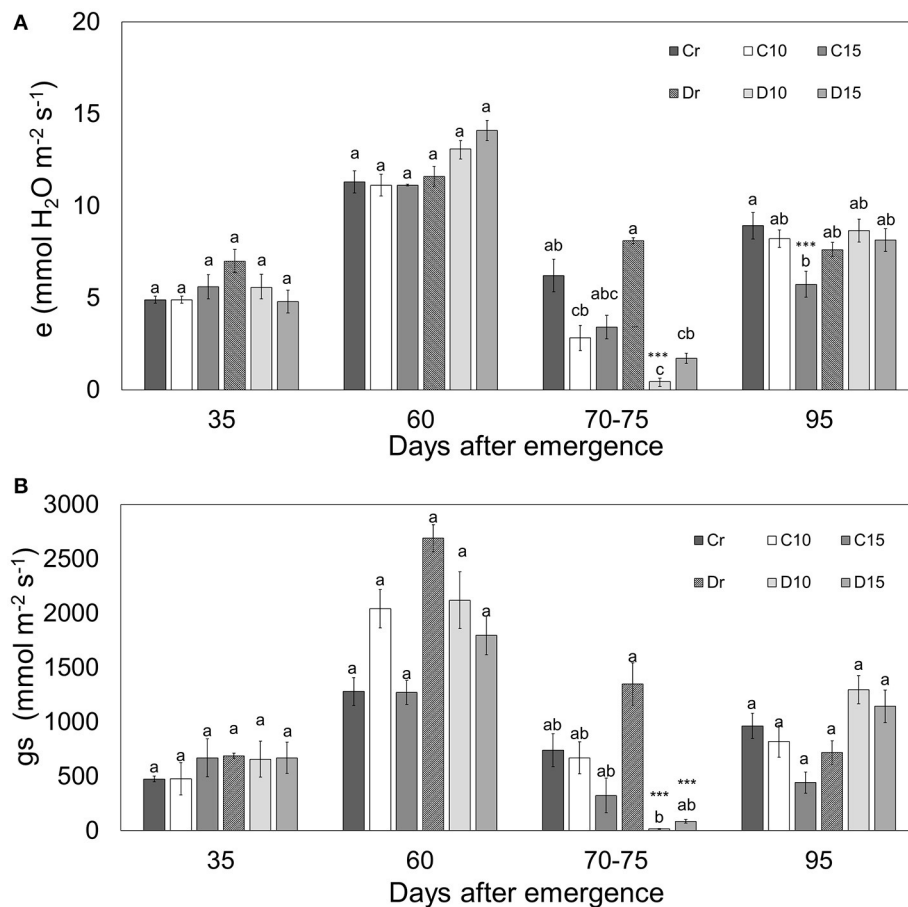 A
20
15
10
5
0
e (mmol H2O m-2 s-1)
Cr C10 C15
Dr D10 D15
a a a a a a
a a a a a a
ab cb abc a *** c cb
a ab *** b ab ab ab
35 60 70-75 95
Days after emergence
B
3000
2500
2000
1500
1000
500
0
gs (mmol m-2 s-1)
Cr C10 C15
Dr D10 D15
a a a a a a
a a a a a a
ab ab ab a *** b *** ab
a a a a a a
35 60 70-75 95
Days after emergence